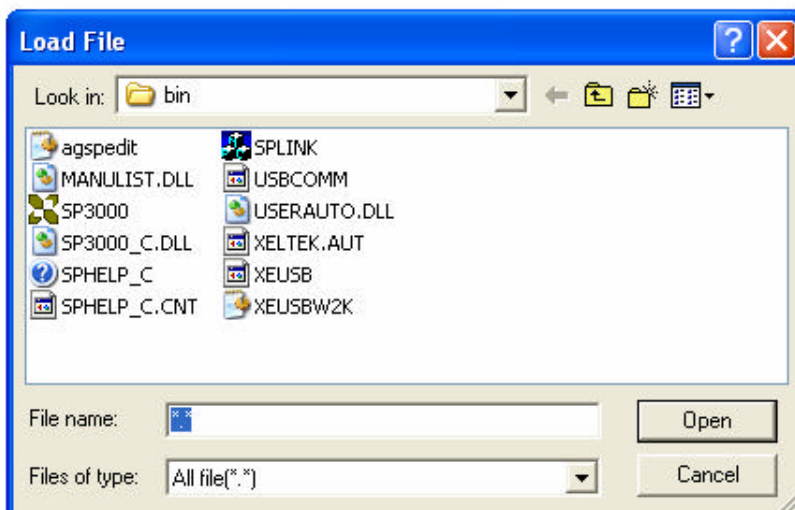 Load File
Look in: bin
agspedit SPLINK
MANULIST.DLL USBCOMM
SP3000 USERAUTO.DLL
SP3000_C.DLL XELTEK.AUT
SPHELP_C XEUSB
SPHELP_C.CNT XEUSBW2K
File name: *.* Open
Files of type: All file(*.*) Cancel